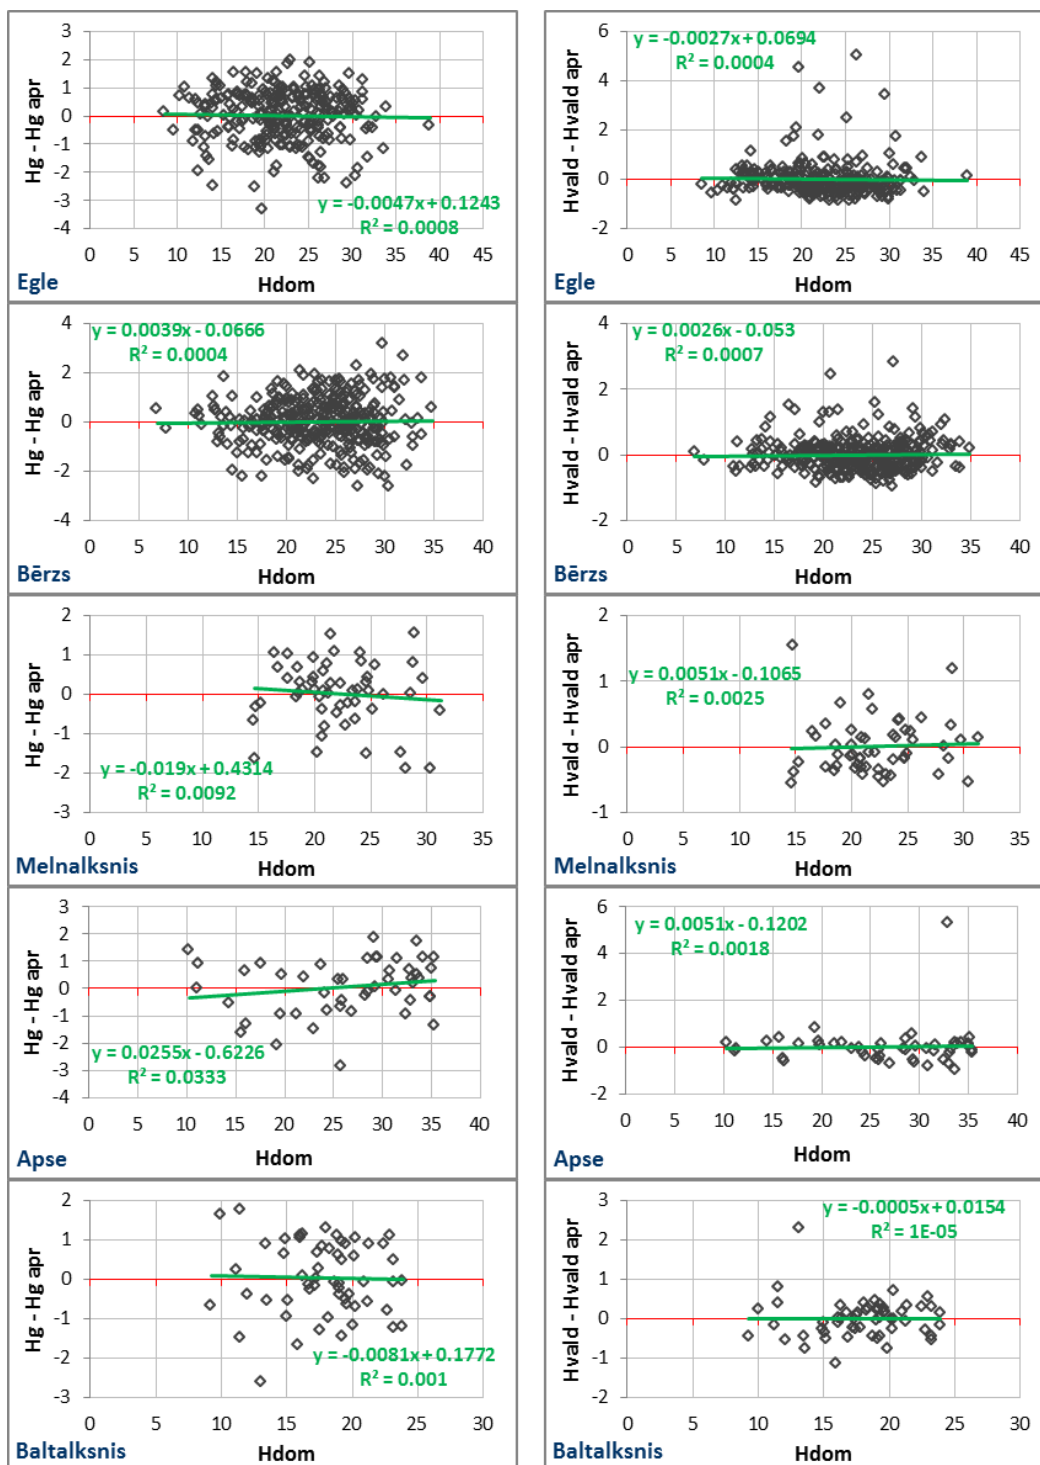 Hg - Hg apr
3
2
1
0
-1
-2
-3
-4
y = -0.0047x + 0.1243
R² = 0.0008
0 5 10 15 20 25 30 35 40 45
Egle
Hdom
Hvald - Hvald apr
6
4
2
0
-2
y = -0.0027x + 0.0694
R² = 0.0004
0 5 10 15 20 25 30 35 40 45
Egle
Hdom
Hg - Hg apr
4
2
0
-2
-4
y = 0.0039x - 0.0666
R² = 0.0004
0 5 10 15 20 25 30 35 40
Bērzs
Hdom
Hvald - Hvald apr
4
2
0
-2
y = 0.0026x - 0.053
R² = 0.0007
0 5 10 15 20 25 30 35 40
Bērzs
Hdom
Hg - Hg apr
2
1
0
-1
-2
-3
y = -0.019x + 0.4314
R² = 0.0092
0 5 10 15 20 25 30 35
Melnalksnis
Hdom
Hvald - Hvald apr
2
1
0
-1
y = 0.0051x - 0.1065
R² = 0.0025
0 5 10 15 20 25 30 35
Melnalksnis
Hdom
Hg - Hg apr
3
2
1
0
-1
-2
-3
-4
y = 0.0255x - 0.6226
R² = 0.0333
0 5 10 15 20 25 30 35 40
Apse
Hdom
Hvald - Hvald apr
6
4
2
0
-2
y = 0.0051x - 0.1202
R² = 0.0018
0 5 10 15 20 25 30 35 40
Apse
Hdom
Hg - Hg apr
2
1
0
-1
-2
-3
y = -0.0081x + 0.1772
R² = 0.001
0 5 10 15 20 25 30
Baltalksnis
Hdom
Hvald - Hvald apr
3
2
1
0
-1
-2
y = -0.0005x + 0.0154
R² = 1E-05
0 5 10 15 20 25 30
Baltalksnis
Hdom